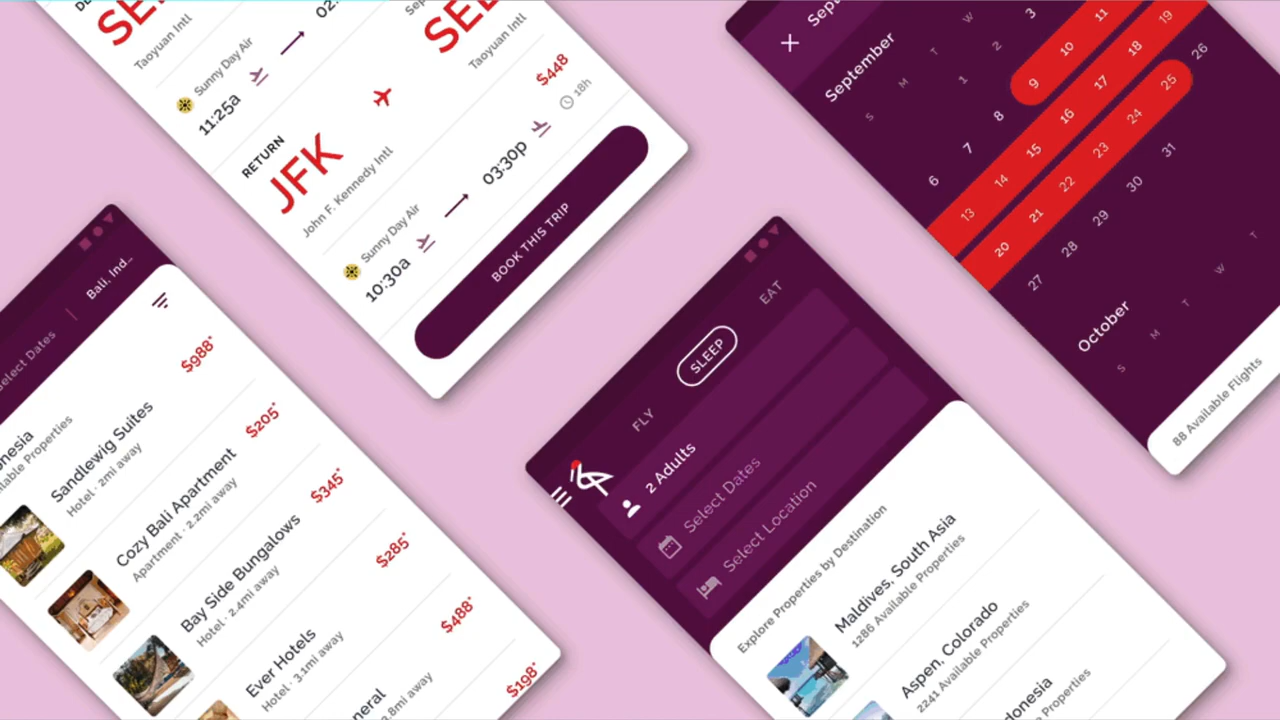 Taoyuan Intl
Sunny Day Air
11:25a
Taoyuan Intl
RETURN
JFK
John F. Kennedy Intl
$448
18h
Sunny Day Air
10:30a
03:30p
BOOK THIS TRIP
September
S
M
T
W
1
2
3
6
7
8
9
10
11
13
14
15
16
17
18
19
20
21
22
23
24
25
26
27
28
29
30
31
October
S
M
T
W
T
88 Available Flights
Select Dates
Bali, Ind..
Sandlewig Suites
Hotel · 2mi away
$988*
Cozy Bali Apartment
Apartment · 2.2mi away
$205*
Bay Side Bungalows
Hotel · 2.4mi away
$345*
Ever Hotels
Hotel · 3.1mi away
$285*
$488*
$198*
FLY
SLEEP
EAT
2 Adults
Select Dates
Select Location
Explore Properties by Destination
Maldives, South Asia
1286 Available Properties
Aspen, Colorado
2241 Available Properties